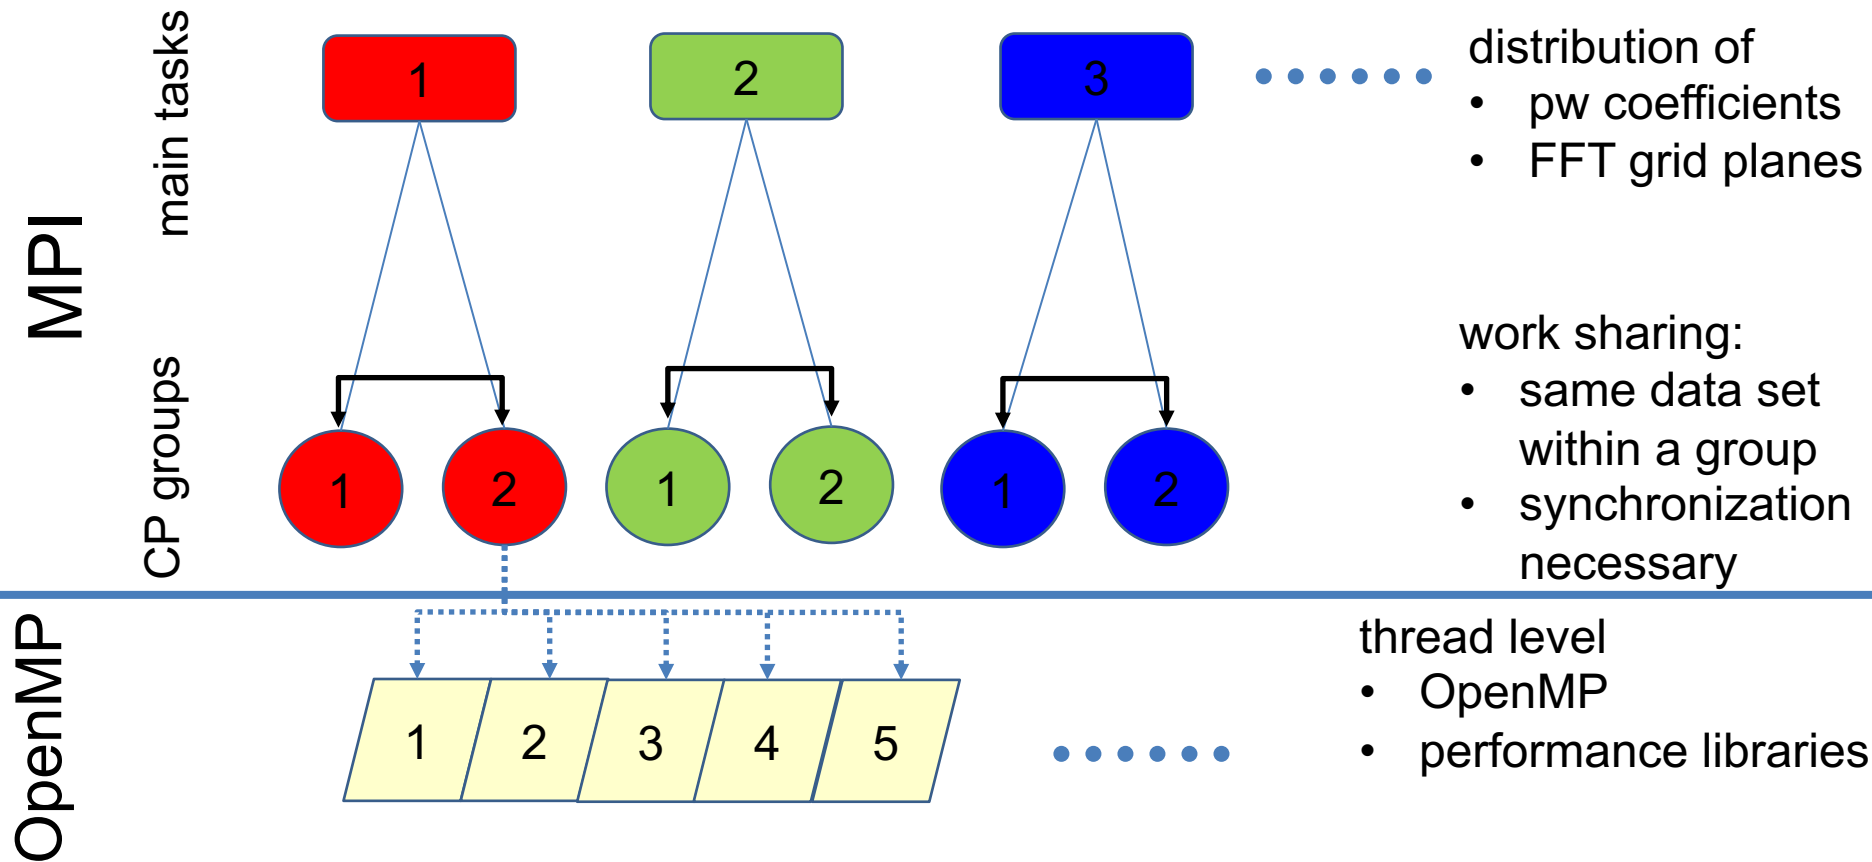 MPI
main tasks
1
2
3
distribution of
• pw coefficients
• FFT grid planes
CP groups
1
2
1
2
1
2
work sharing:
• same data set
within a group
• synchronization
necessary
OpenMP
1
2
3
4
5
thread level
• OpenMP
• performance libraries